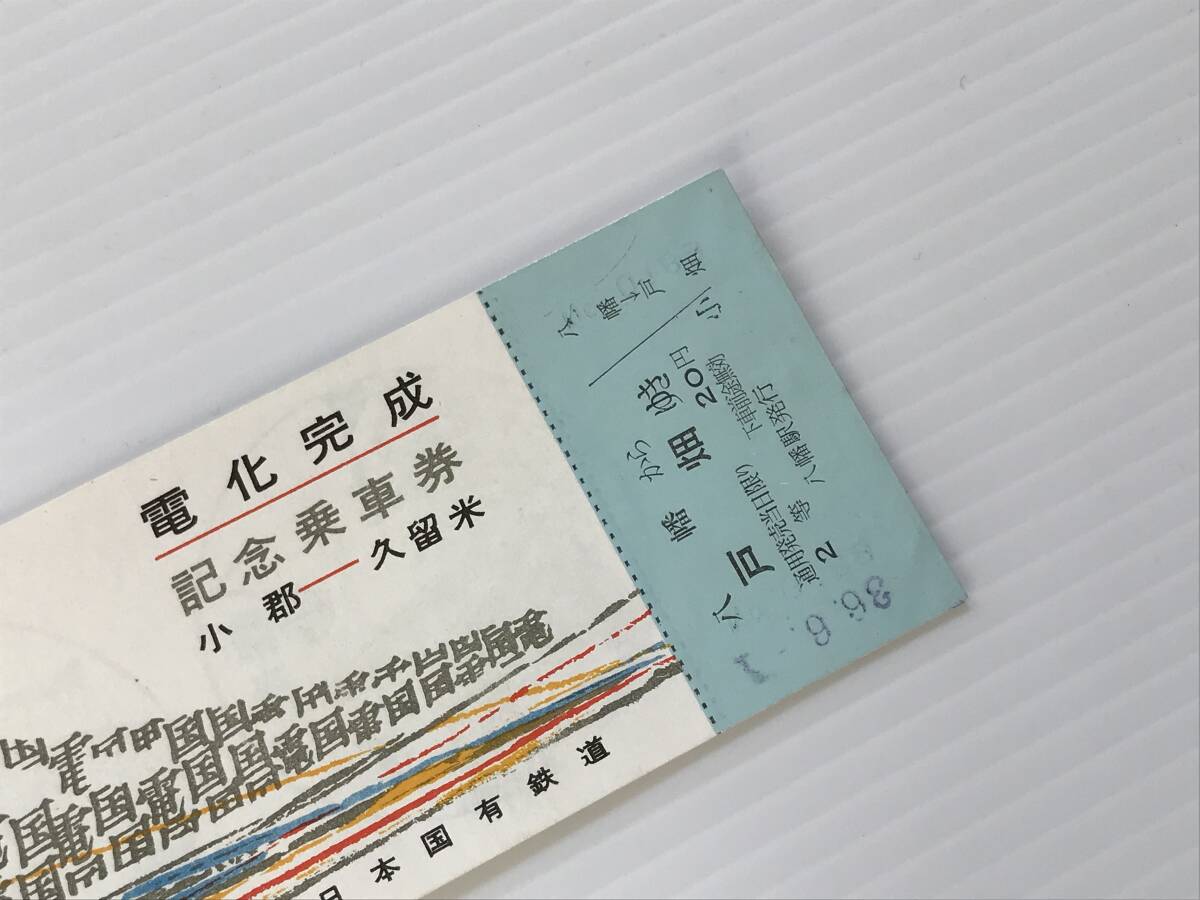 電化完成
記念乗車券
小郡―久留米
日本国有鉄道
八幡→戸畑
小
八幡から
戸畑ゆき
20円
通用発売当日限り 下車前途無効
2等 八幡駅発行
36.6.-1